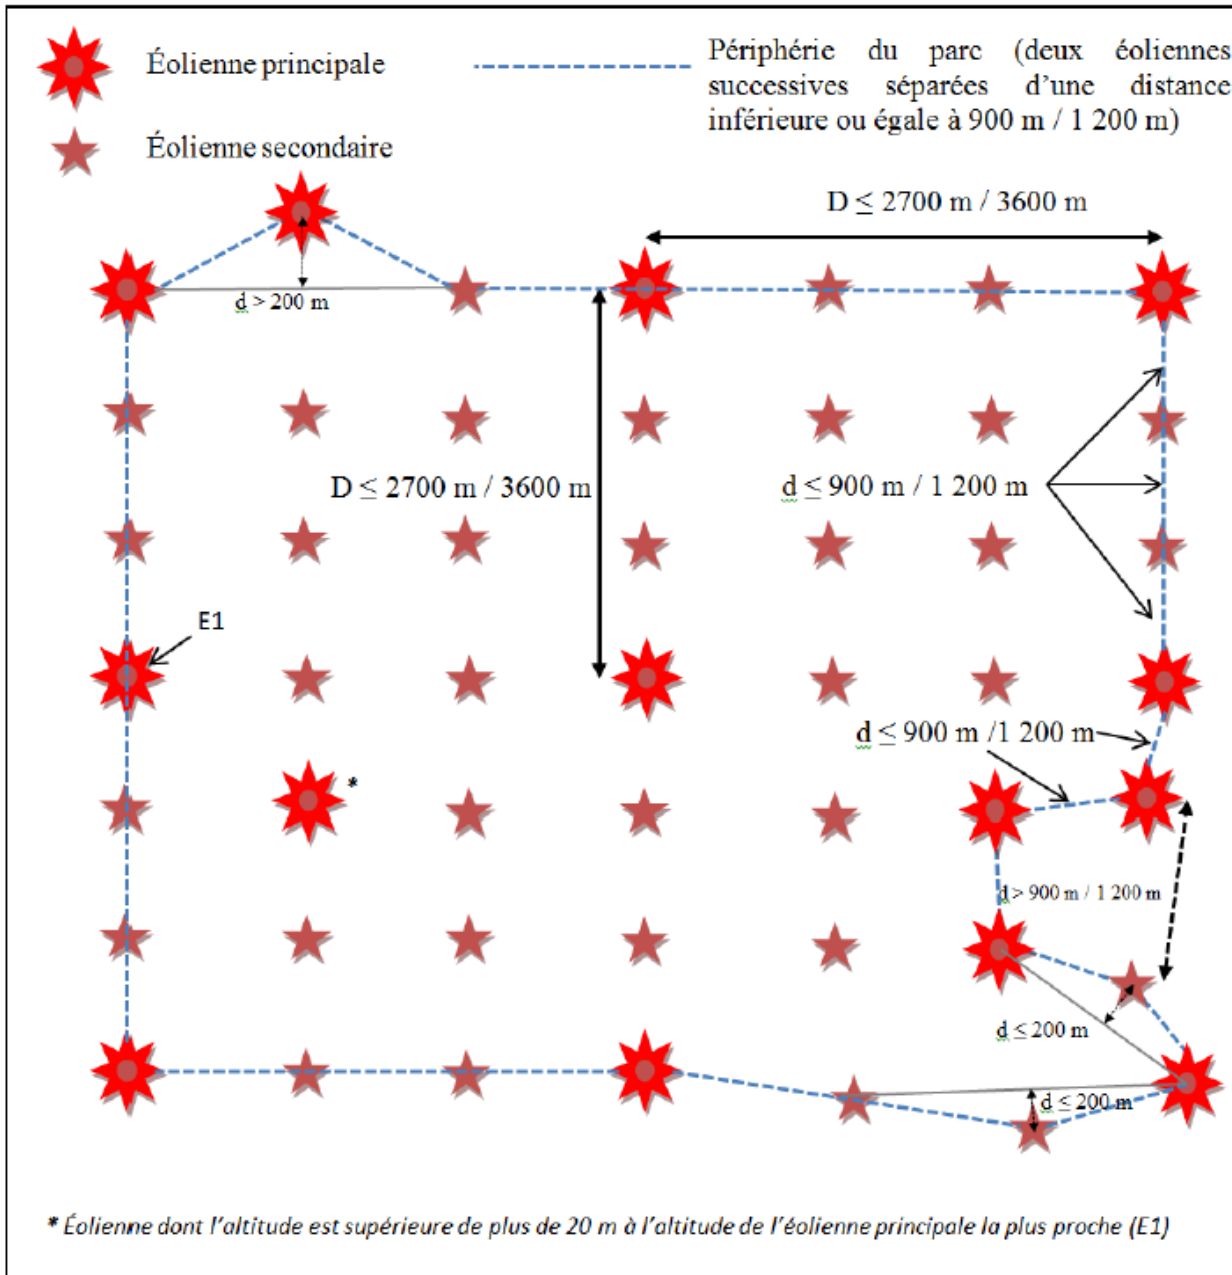 Éolienne principale
Périphérie du parc (deux éoliennes
successives séparées d'une distance
inférieure ou égale à 900 m / 1 200 m)
Éolienne secondaire
D ≤ 2700 m / 3600 m
d > 200 m
D ≤ 2700 m / 3600 m
d ≤ 900 m / 1 200 m
E1
d ≤ 900 m /1 200 m
*
d > 900 m / 1 200 m
d ≤ 200 m
d ≤ 200 m
* Éolienne dont l'altitude est supérieure de plus de 20 m à l'altitude de l'éolienne principale la plus proche (E1)